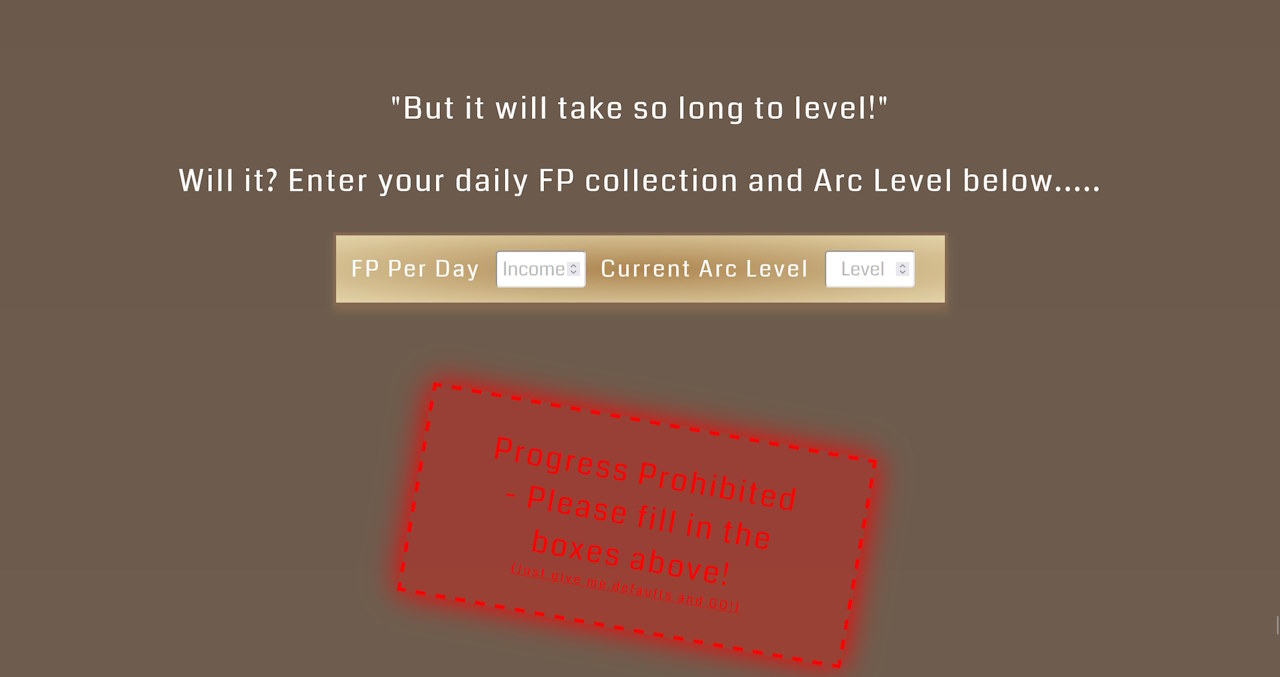 "But it will take so long to level!"
Will it? Enter your daily FP collection and Arc Level below.....
FP Per Day Income Current Arc Level Level
Progress Prohibited
- Please fill in the
boxes above!
(Just give me defaults and GO!)